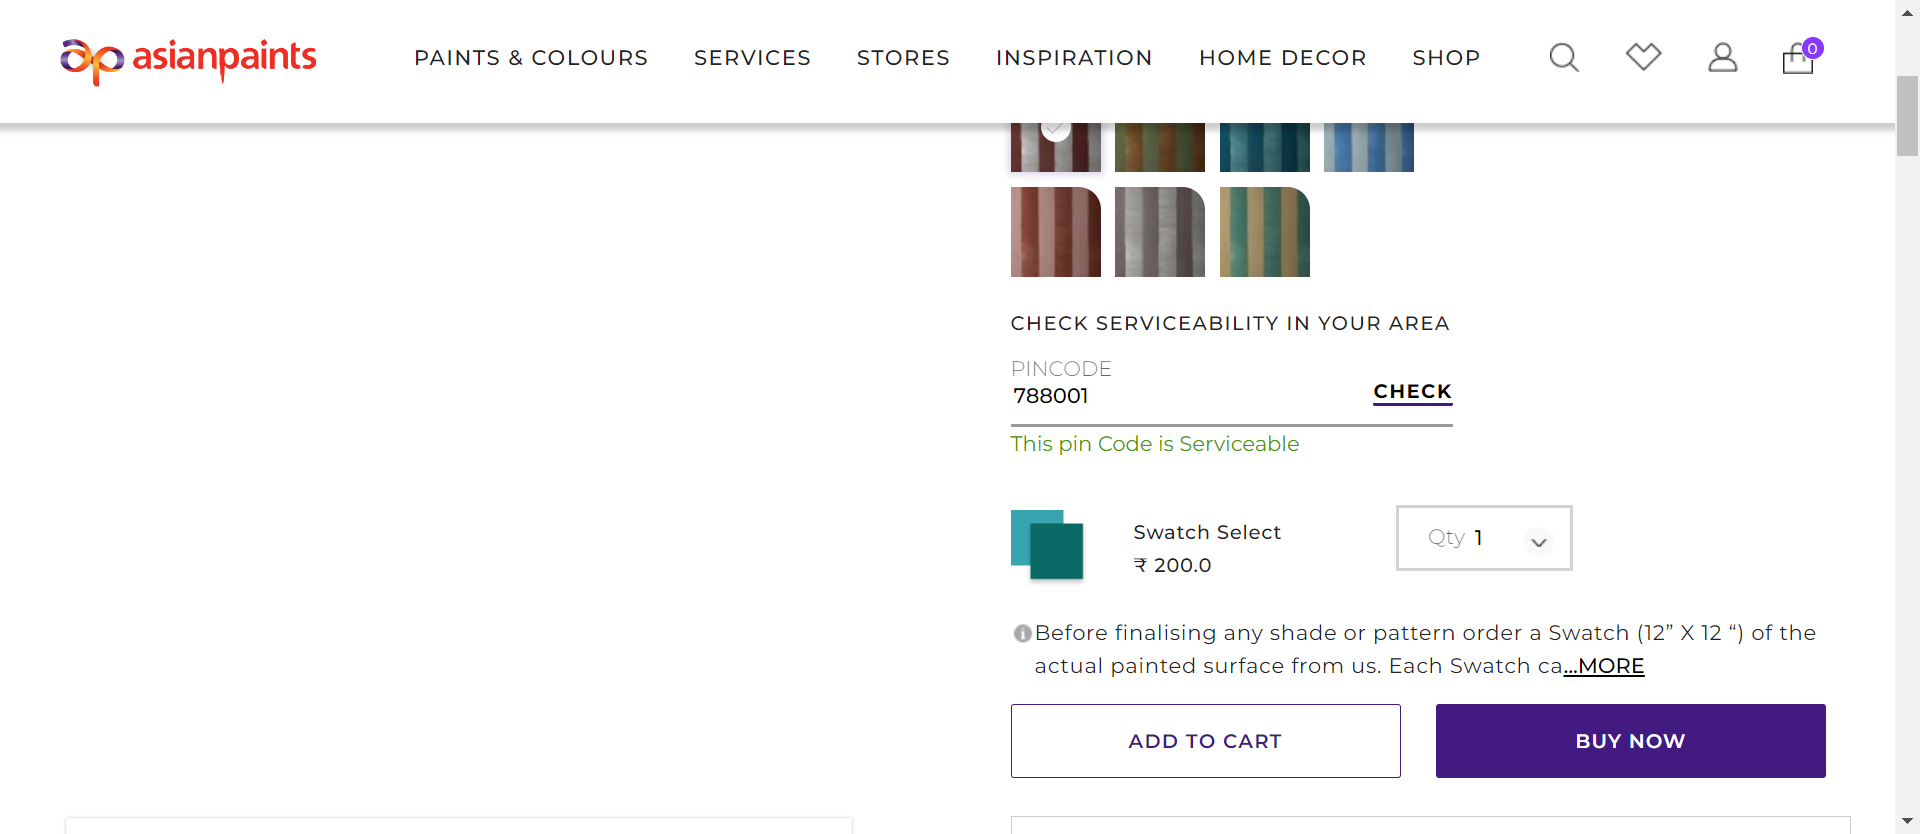 asianpaints
PAINTS & COLOURS SERVICES STORES INSPIRATION HOME DECOR SHOP
0
CHECK SERVICEABILITY IN YOUR AREA
PINCODE
788001
CHECK
This pin Code is Serviceable
Swatch Select
₹ 200.0
Qty 1
Before finalising any shade or pattern order a Swatch (12” X 12 “) of the
actual painted surface from us. Each Swatch ca...MORE
ADD TO CART
BUY NOW